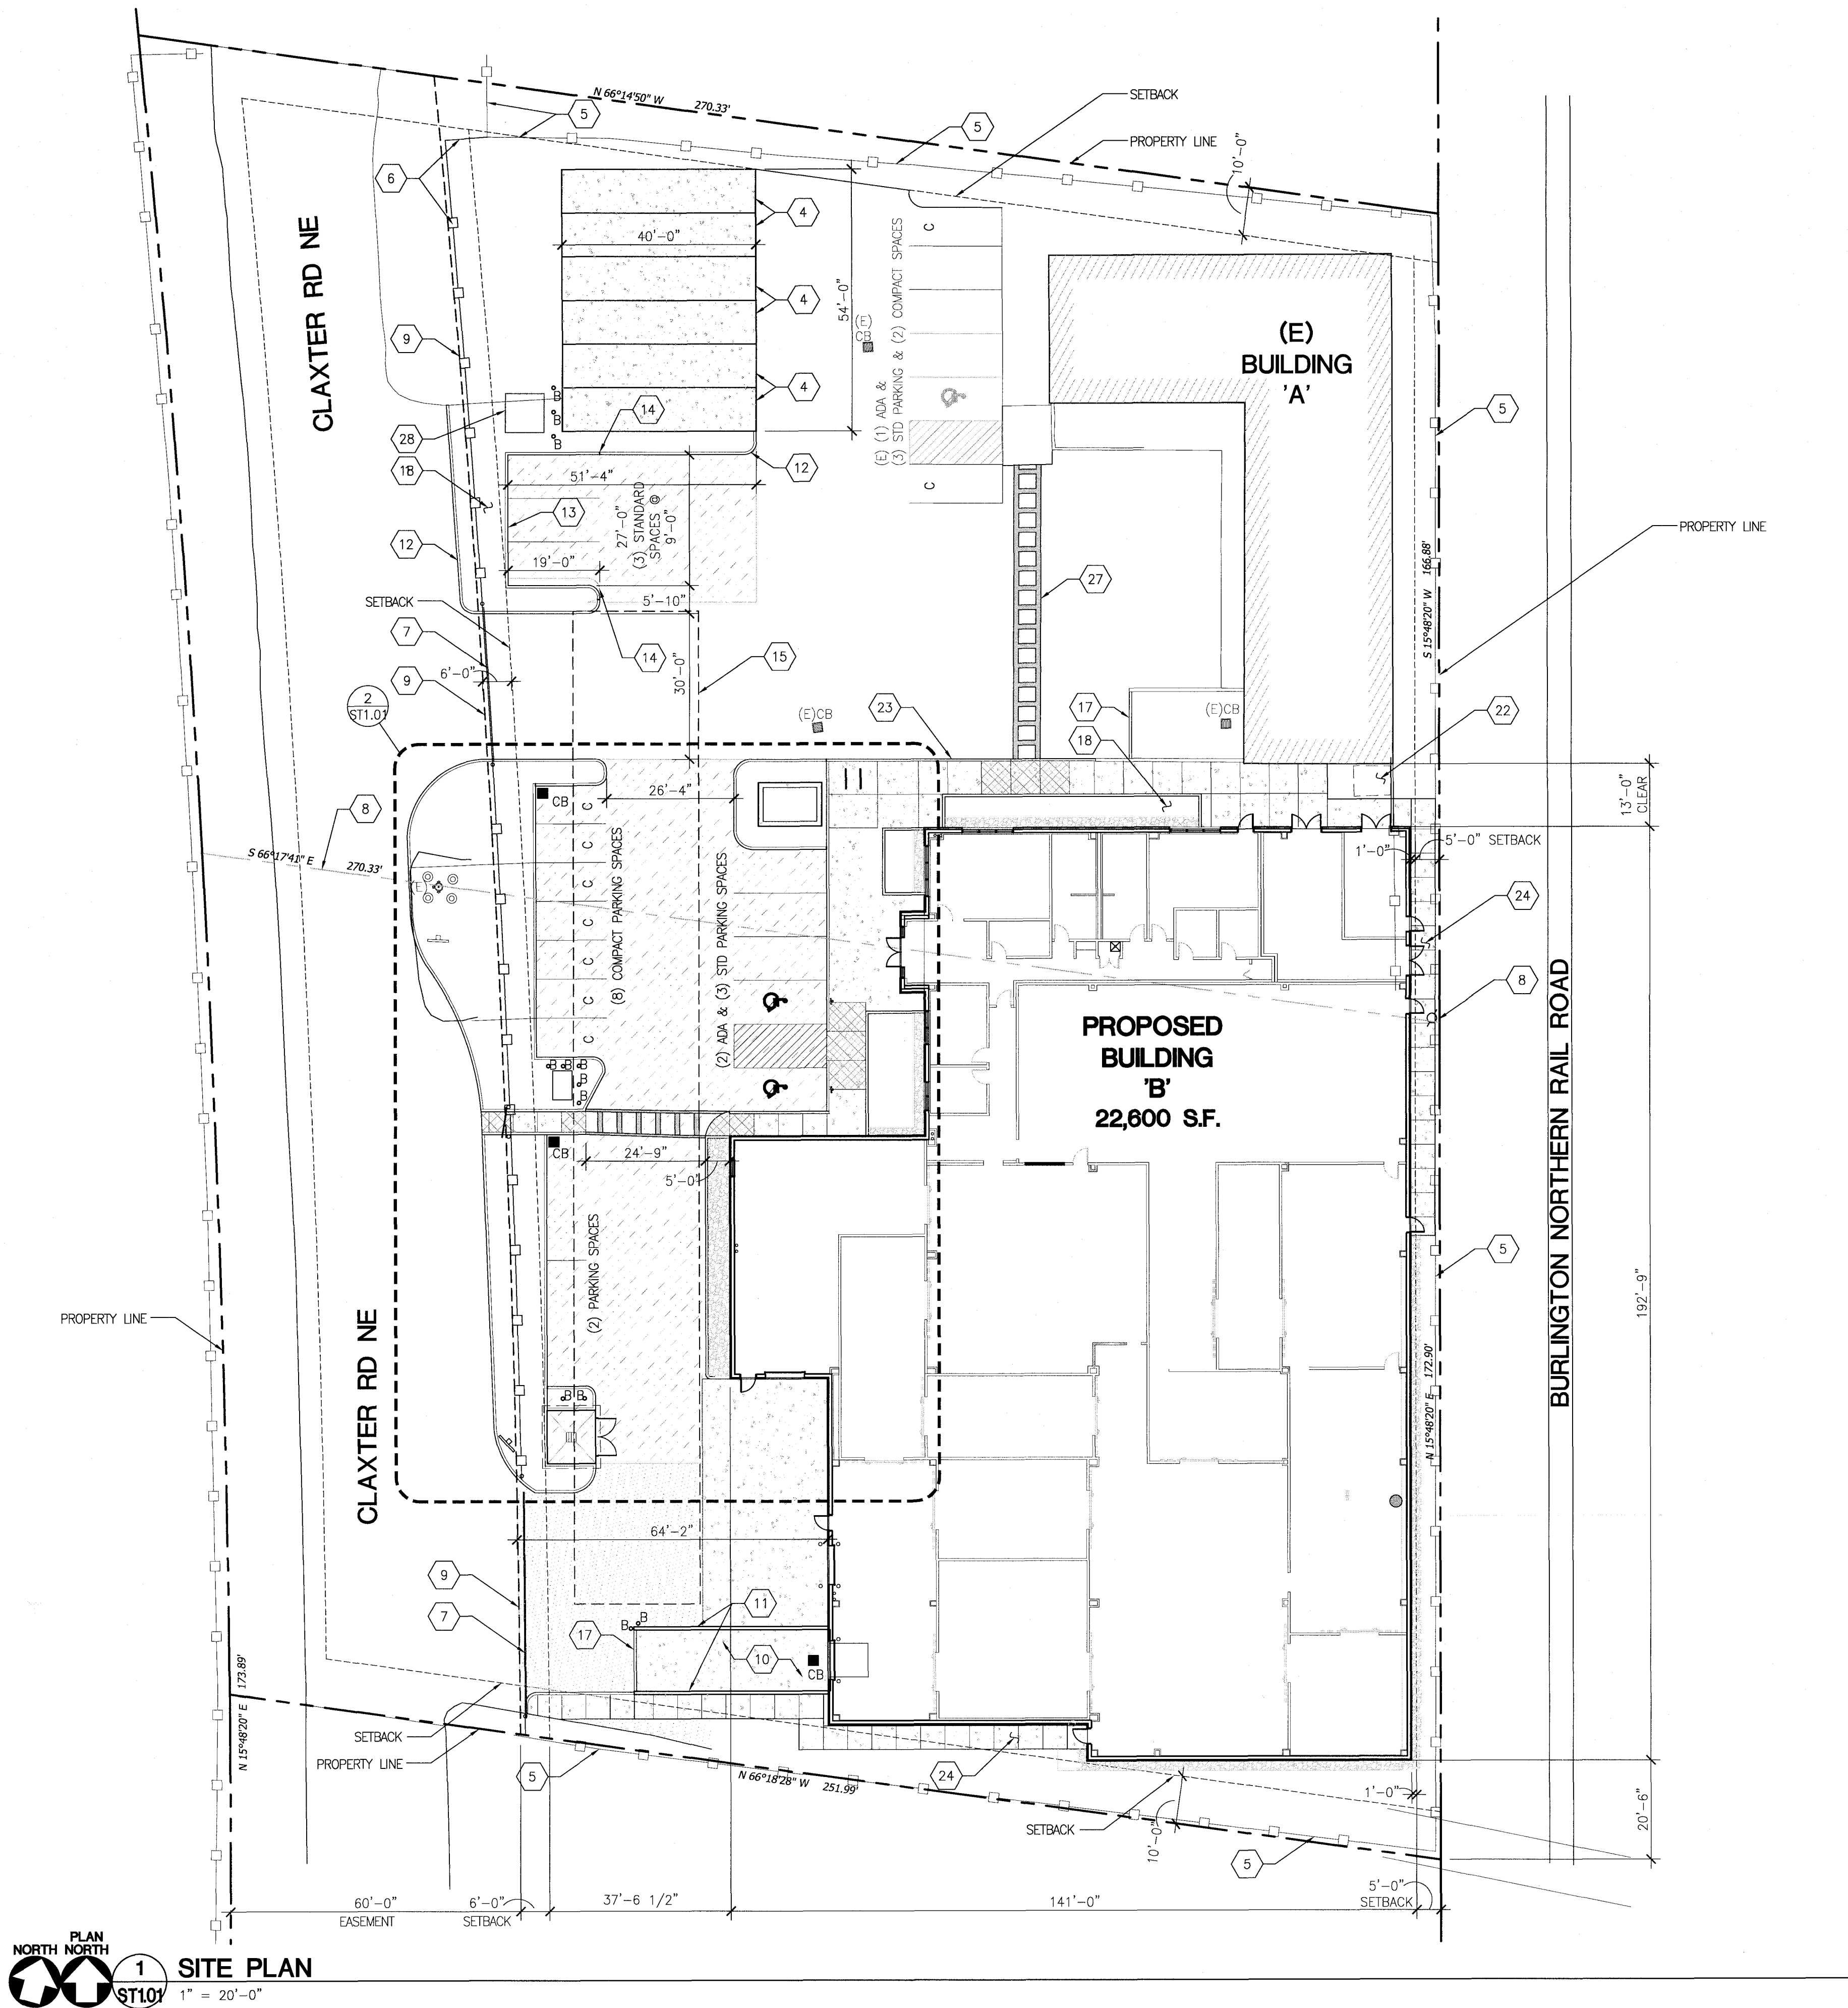 N 66°14'50" W 270.33'
SETBACK
PROPERTY LINE
10'-0"
5
5
6
CLAXTER RD NE
4
40'-0"
4
54'-0"
(E)
CB
4
(E) (1) ADA &
(3) STD PARKING & (2) COMPACT SPACES
C
C
(E)
BUILDING
'A'
5
9
28
B
B
B
14
12
18
51'-4"
13
27'-0"
(3) STANDARD
SPACES @
9'-0"
12
19'-0"
5'-10"
SETBACK
7
6'-0"
9
14
15
30'-0"
27
S 15°48'20" W 166.88'
PROPERTY LINE
2
ST1.01
(E)CB
23
17
18
(E)CB
22
13'-0"
CLEAR
8
S 66°17'41" E 270.33'
(E)
CB
26'-4"
C
C
C
C
C
C
C
(8) COMPACT PARKING SPACES
(2) ADA & (3) STD PARKING SPACES
1'-0"
5'-0" SETBACK
24
8
PROPOSED
BUILDING
'B'
22,600 S.F.
BURLINGTON NORTHERN RAIL ROAD
B B B
B
B
CB
24'-9"
5'-0"
(2) PARKING SPACES
5
192'-9"
PROPERTY LINE
CLAXTER RD NE
B B
N 15°48'20" E 172.90'
64'-2"
9
7
B B
11
17
10
CB
N 15°48'20" E 173.89'
SETBACK
PROPERTY LINE
5
N 66°18'28" W 251.99'
24
SETBACK
10'-0"
5
1'-0"
20'-6"
60'-0"
EASEMENT
6'-0"
SETBACK
37'-6 1/2"
141'-0"
5'-0"
SETBACK
NORTH
PLAN
NORTH
1
ST1.01
SITE PLAN
1" = 20'-0"